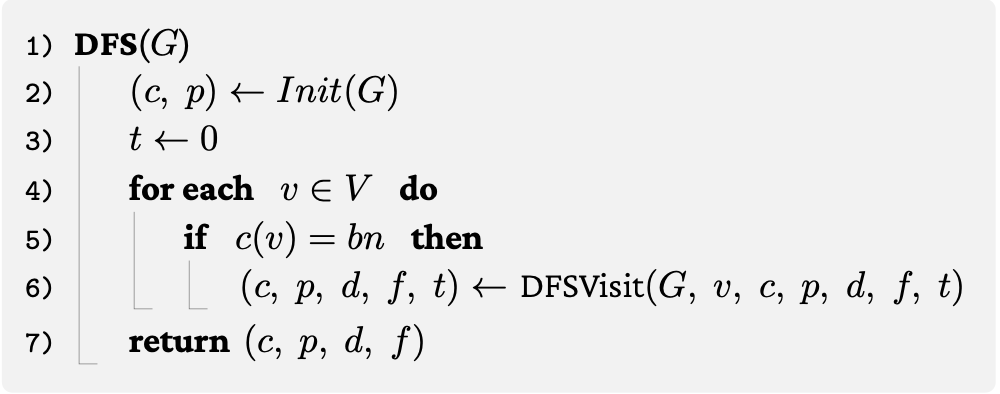 1) DFS(G)
2) (c, p) ← Init(G)
3) t ← 0
4) for each v ∈ V do
5) if c(v) = bn then
6) (c, p, d, f, t) ← DFSVisit(G, v, c, p, d, f, t)
7) return (c, p, d, f)